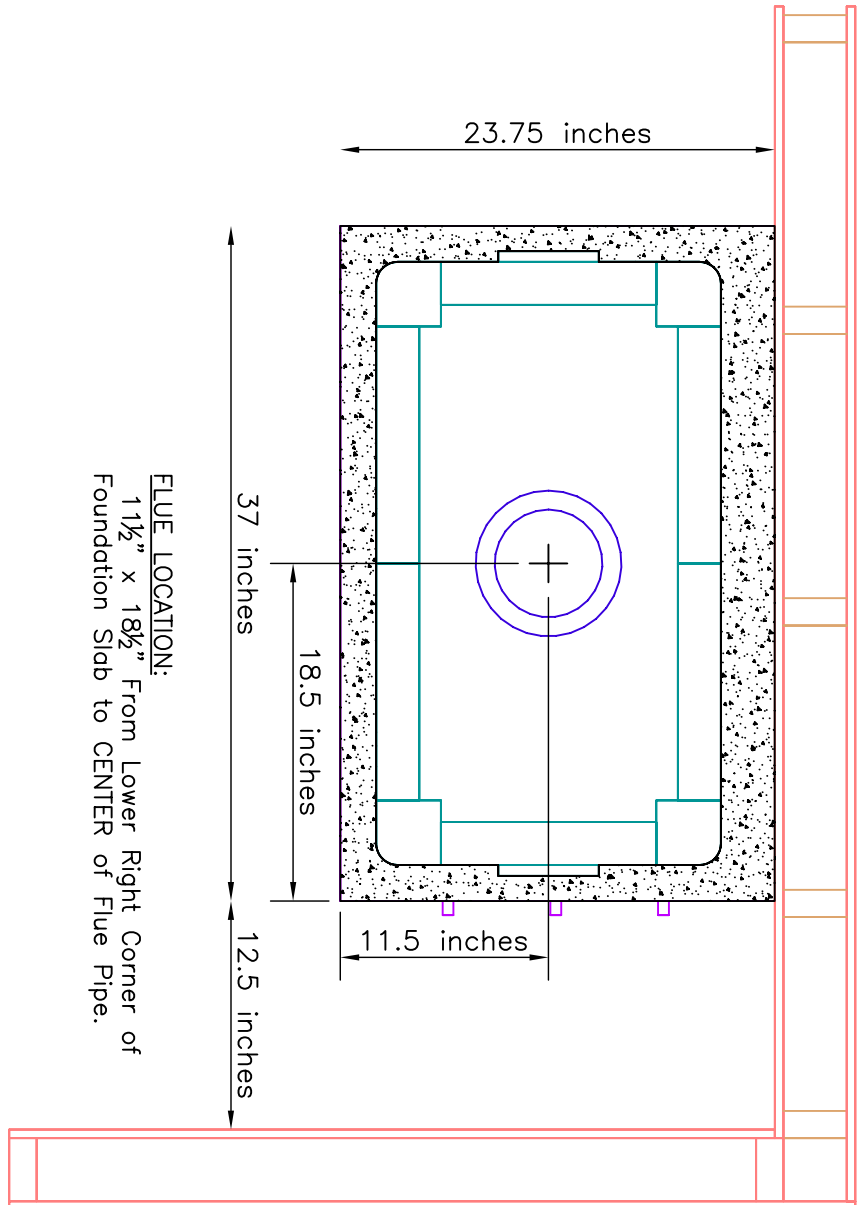 23.75 inches
37 inches
18.5 inches
11.5 inches
12.5 inches
FLUE LOCATION:
11½" x 18½" From Lower Right Corner of
Foundation Slab to CENTER of Flue Pipe.